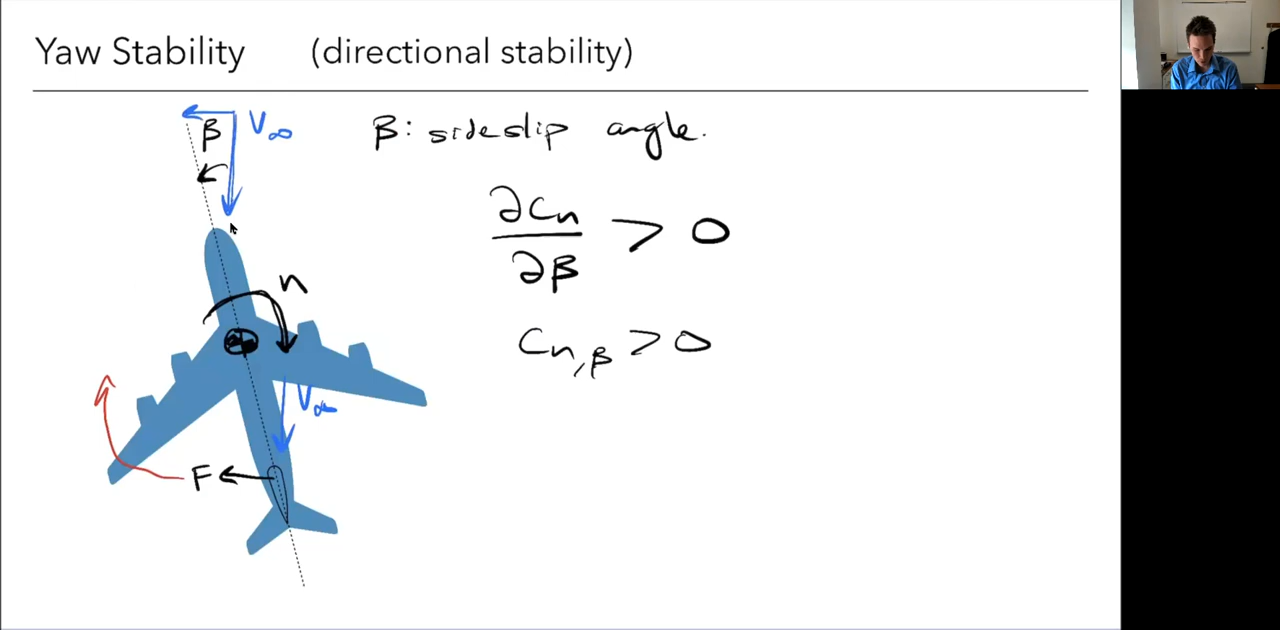 Yaw Stability (directional stability)
β V∞ β: sideslip angle.
∂Cn/∂β > 0
n
Cn,β > 0
V∞
F